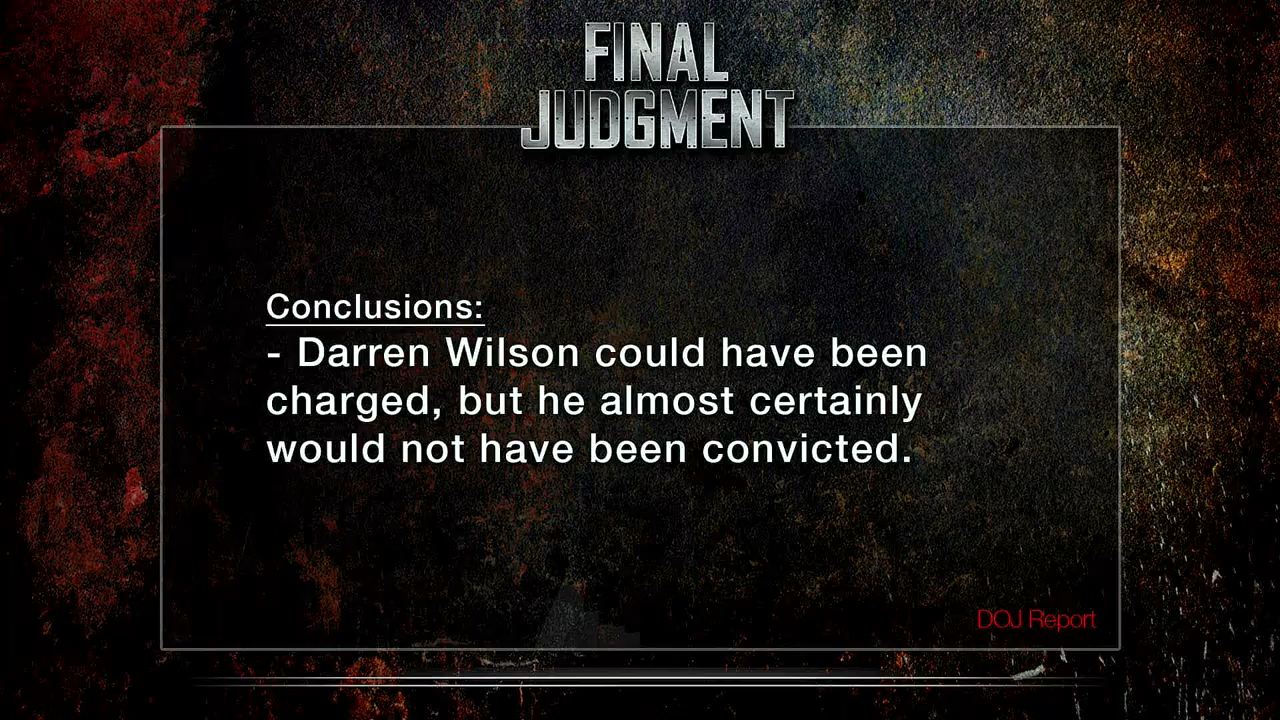 FINAL
JUDGMENT
Conclusions:
- Darren Wilson could have been
charged, but he almost certainly
would not have been convicted.
DOJ Report